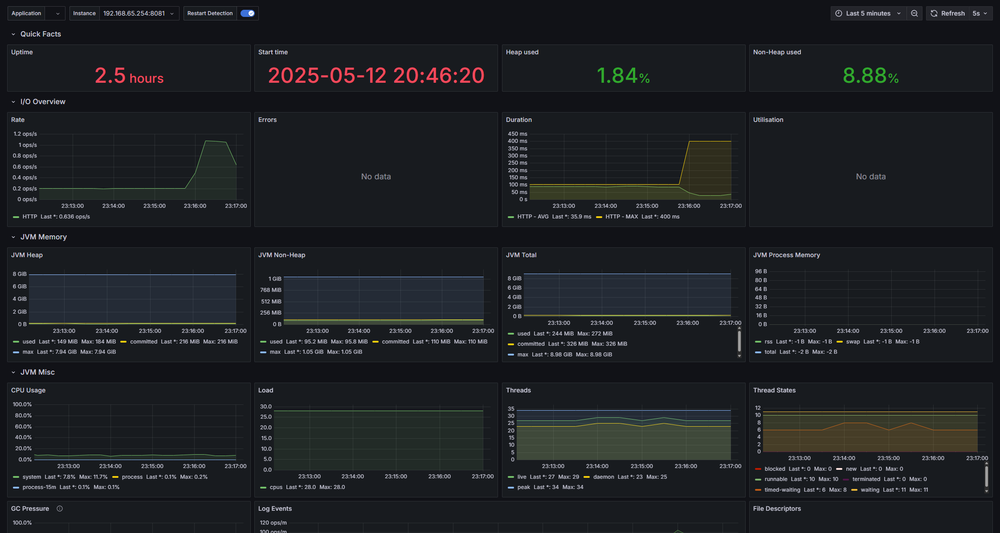 Application
Instance 192.168.65.254:8081
Restart Detection
Last 5 minutes
Refresh 5s
Quick Facts
Uptime
2.5 hours
Start time
2025-05-12 20:46:20
Heap used
1.84%
Non-Heap used
8.88%
I/O Overview
Rate
1.2 ops/s
1 ops/s
0.8 ops/s
0.6 ops/s
0.4 ops/s
0.2 ops/s
0 ops/s
23:13:00 23:14:00 23:15:00 23:16:00 23:17:00
HTTP Last *: 0.636 ops/s
Errors
No data
Duration
450 ms
400 ms
350 ms
300 ms
250 ms
200 ms
150 ms
100 ms
50 ms
0 s
23:13:00 23:14:00 23:15:00 23:16:00 23:17:00
HTTP - AVG Last *: 35.9 ms HTTP - MAX Last *: 400 ms
Utilisation
No data
JVM Memory
JVM Heap
8 GiB
6 GiB
4 GiB
2 GiB
0 B
23:13:00 23:14:00 23:15:00 23:16:00 23:17:00
used Last *: 149 MiB Max: 184 MiB committed Last *: 216 MiB Max: 216 MiB
max Last *: 7.94 GiB Max: 7.94 GiB
JVM Non-Heap
1 GiB
768 MiB
512 MiB
256 MiB
0 B
23:13:00 23:14:00 23:15:00 23:16:00 23:17:00
used Last *: 95.2 MiB Max: 95.8 MiB committed Last *: 110 MiB Max: 110 MiB
max Last *: 1.05 GiB Max: 1.05 GiB
JVM Total
8 GiB
6 GiB
4 GiB
2 GiB
0 B
23:13:00 23:14:00 23:15:00 23:16:00 23:17:00
used Last *: 244 MiB Max: 272 MiB
committed Last *: 326 MiB Max: 326 MiB
max Last *: 8.98 GiB Max: 8.98 GiB
JVM Process Memory
96 B
80 B
64 B
48 B
32 B
16 B
0 B
23:13:00 23:14:00 23:15:00 23:16:00 23:17:00
rss Last *: -1 B Max: -1 B swap Last *: -1 B Max: -1 B
total Last *: -2 B Max: -2 B
JVM Misc
CPU Usage
100.0%
80.0%
60.0%
40.0%
20.0%
0.0%
23:13:00 23:14:00 23:15:00 23:16:00 23:17:00
system Last *: 7.8% Max: 11.7% process Last *: 0.1% Max: 0.2%
process-15m Last *: 0.1% Max: 0.1%
Load
30.0
25.0
20.0
15.0
10.0
5.0
0.0
23:13:00 23:14:00 23:15:00 23:16:00 23:17:00
cpus Last *: 28.0 Max: 28.0
Threads
35
30
25
20
15
10
5
0
23:13:00 23:14:00 23:15:00 23:16:00 23:17:00
live Last *: 27 Max: 29 daemon Last *: 23 Max: 25
peak Last *: 34 Max: 34
Thread States
12
10
8
6
4
2
0
23:13:00 23:14:00 23:15:00 23:16:00 23:17:00
blocked Last *: 0 Max: 0 new Last *: 0 Max: 0
runnable Last *: 10 Max: 10 terminated Last *: 0 Max: 0
timed-waiting Last *: 6 Max: 8 waiting Last *: 11 Max: 11
GC Pressure
100.0%
Log Events
120 ops/m
100 ops/m
File Descriptors